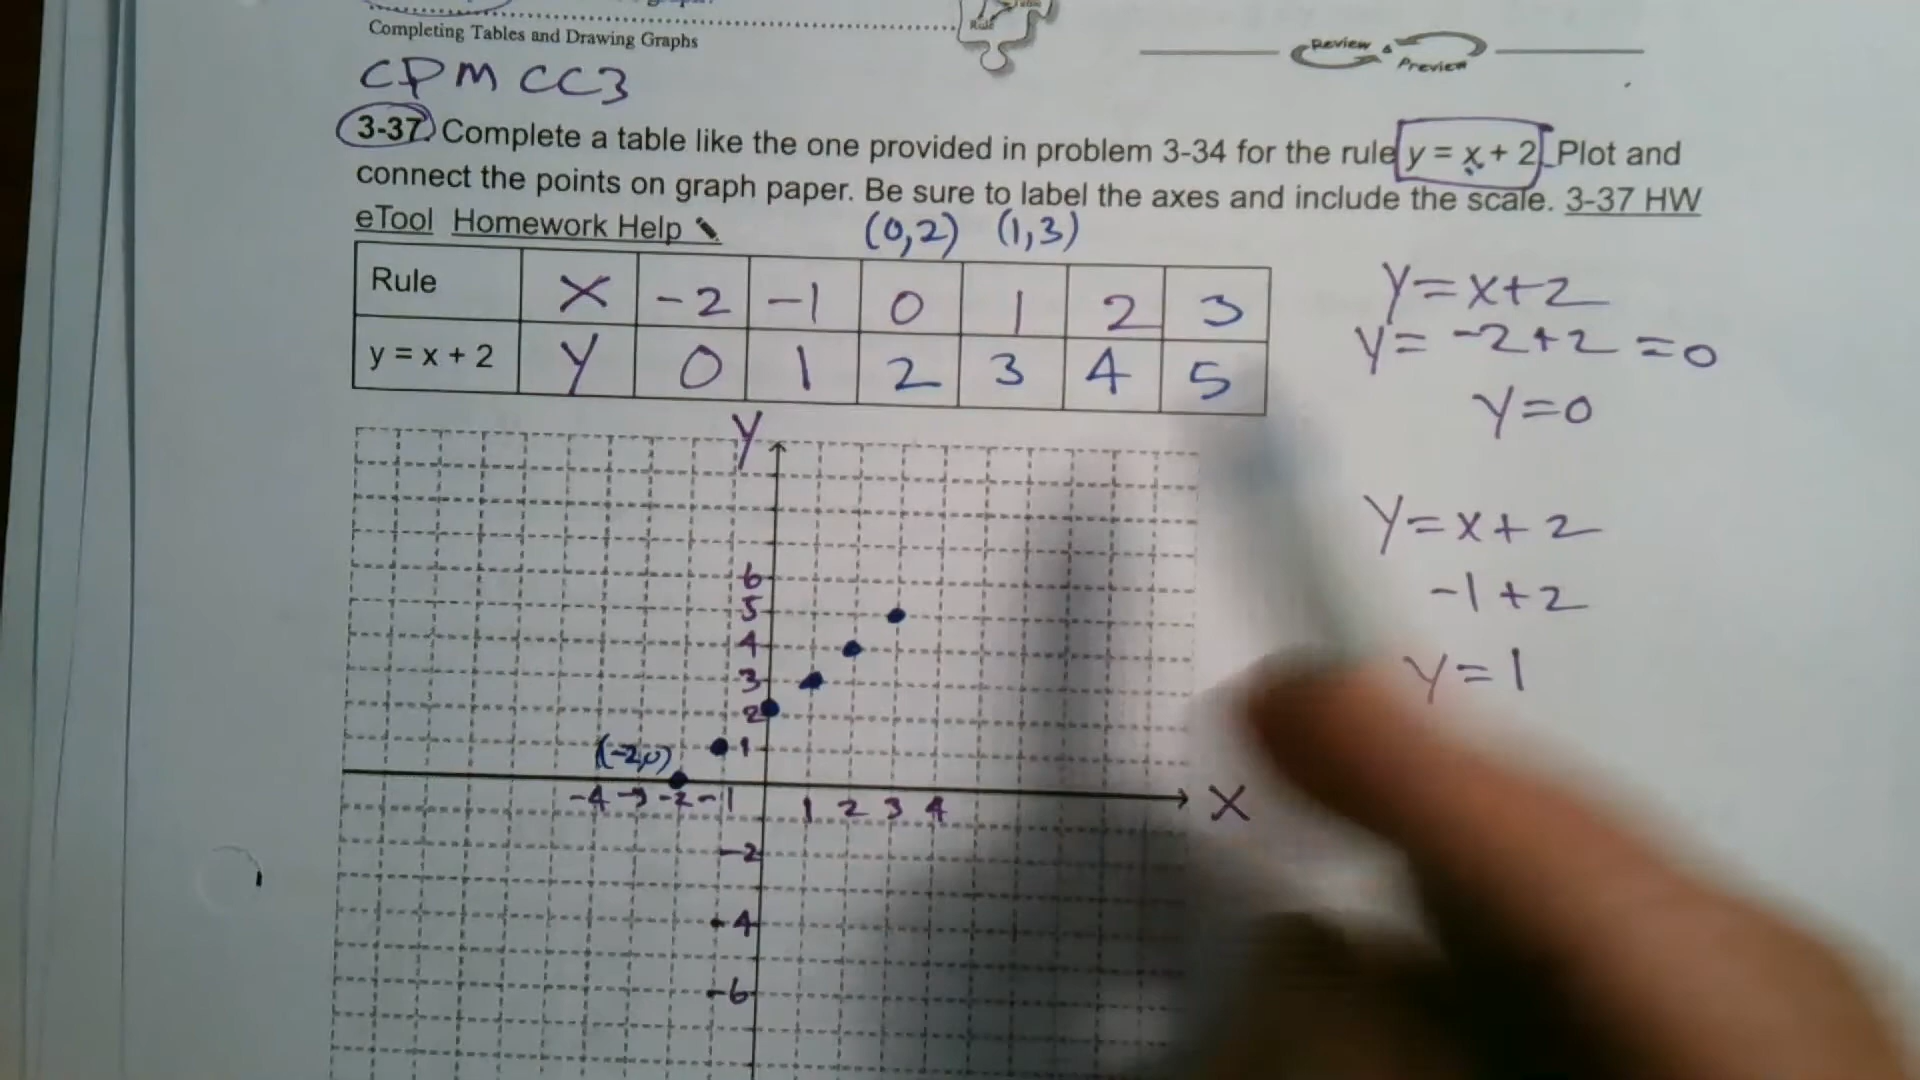 Completing Tables and Drawing Graphs
Rule
Review & Preview
CPM CC3
3-37. Complete a table like the one provided in problem 3-34 for the rule y = x + 2. Plot and
connect the points on graph paper. Be sure to label the axes and include the scale. 3-37 HW
eTool Homework Help ✎
(0,2) (1,3)
Rule X -2 -1 0 1 2 3
y = x + 2 Y 0 1 2 3 4 5
y=x+2
y= -2+2 =0
y=0
y=x+2
-1+2
y=1
Y
6
5
4
3
2
(-2,0) 1
-4 -3 -2 -1 1 2 3 4 X
-2
-4
-6